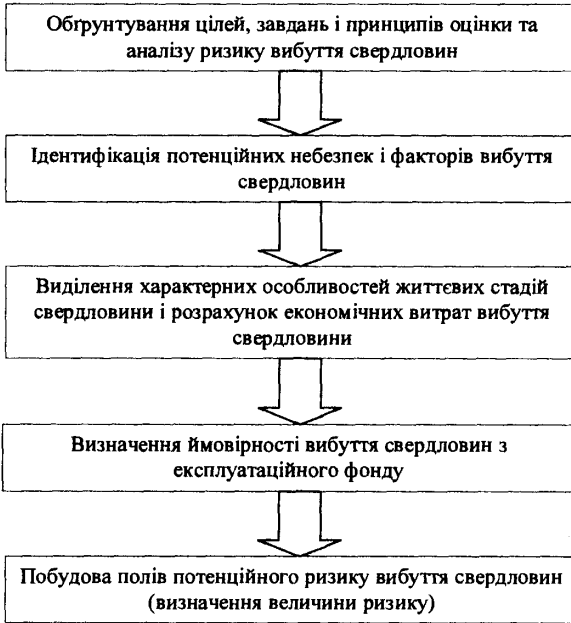 Обґрунтування цілей, завдань і принципів оцінки та
аналізу ризику вибуття свердловин
Ідентифікація потенційних небезпек і факторів вибуття
свердловин
Виділення характерних особливостей життєвих стадій
свердловини і розрахунок економічних витрат вибуття
свердловини
Визначення ймовірності вибуття свердловин з
експлуатаційного фонду
Побудова полів потенційного ризику вибуття свердловин
(визначення величини ризику)